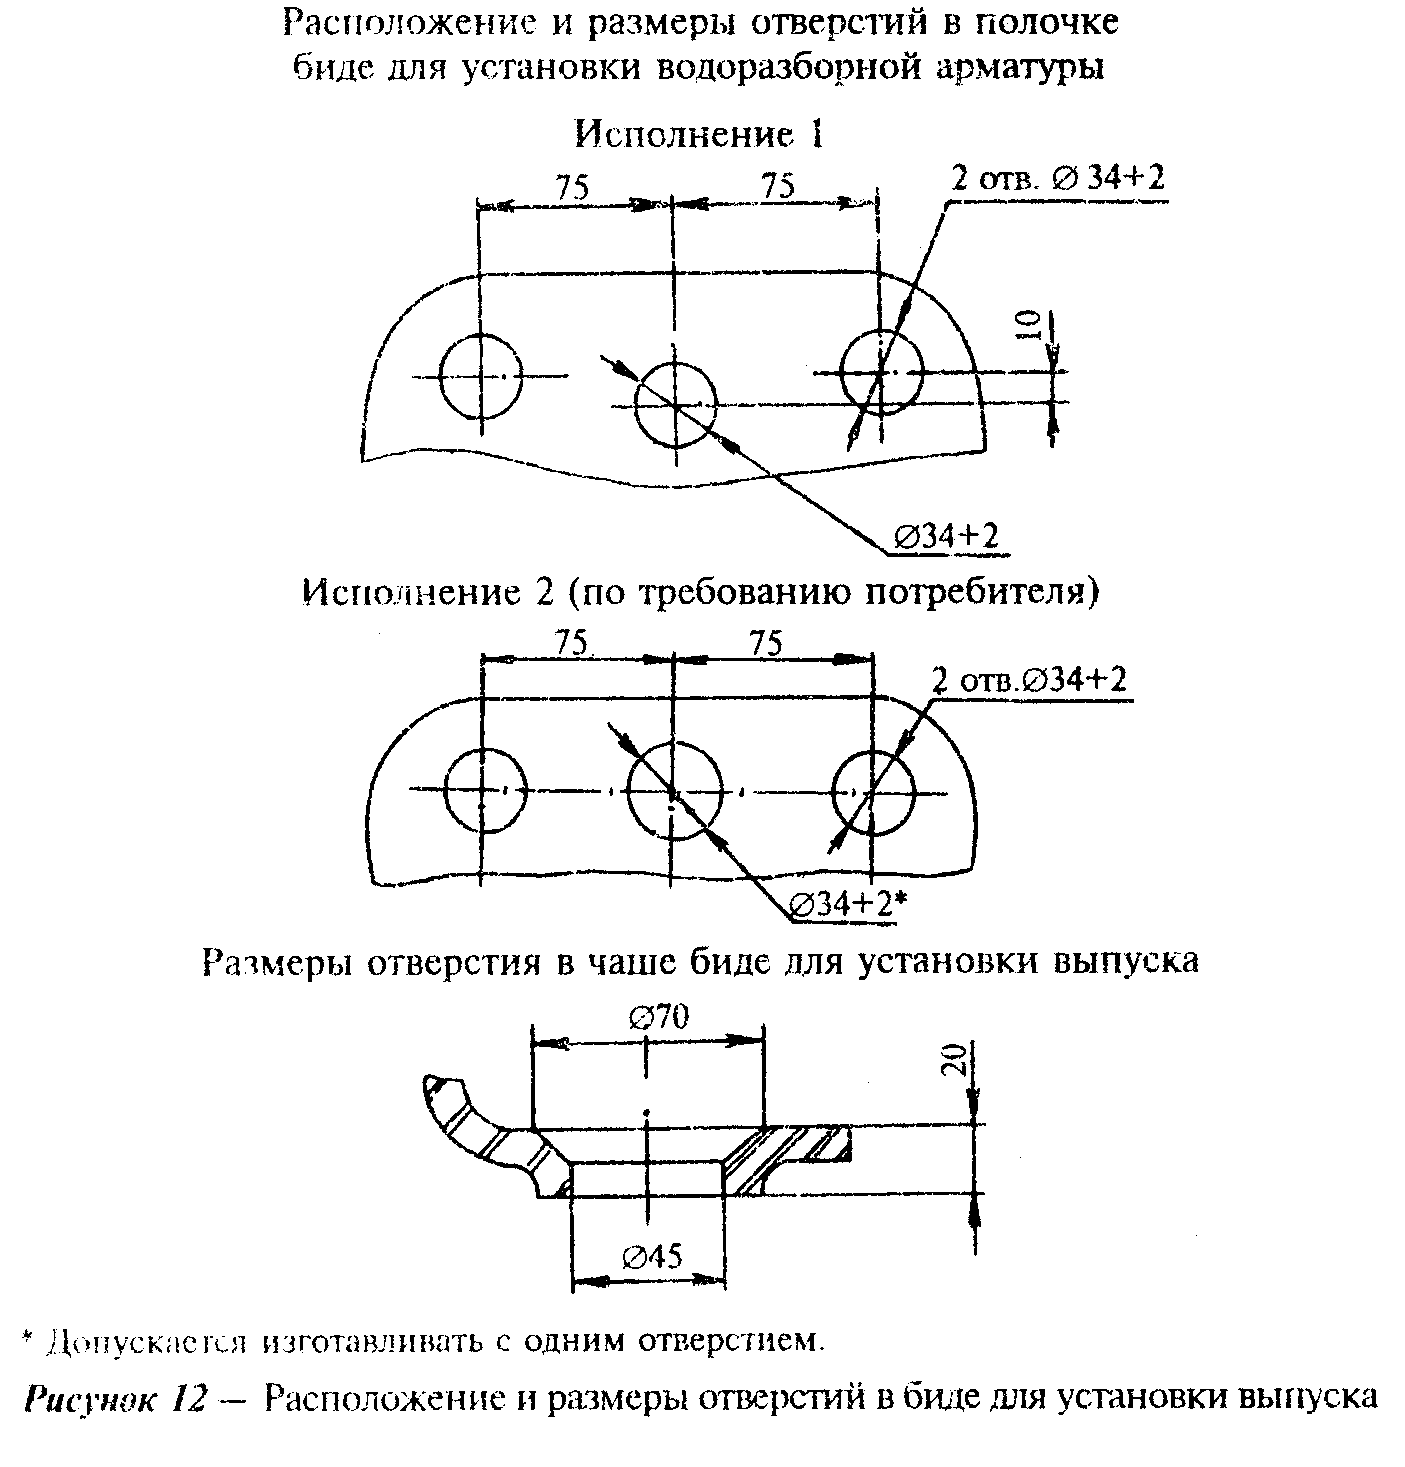 Расположение и размеры отверстий в полочке
биде для установки водоразборной арматуры
Исполнение 1
75 75 2 отв. ∅ 34+2
10
∅34+2
Исполнение 2 (по требованию потребителя)
75 75
2 отв.∅34+2
∅34+2*
Размеры отверстия в чаше биде для установки выпуска
∅70
20
∅45
* Допускается изготавливать с одним отверстием.
Рисунок 12 — Расположение и размеры отверстий в биде для установки выпуска